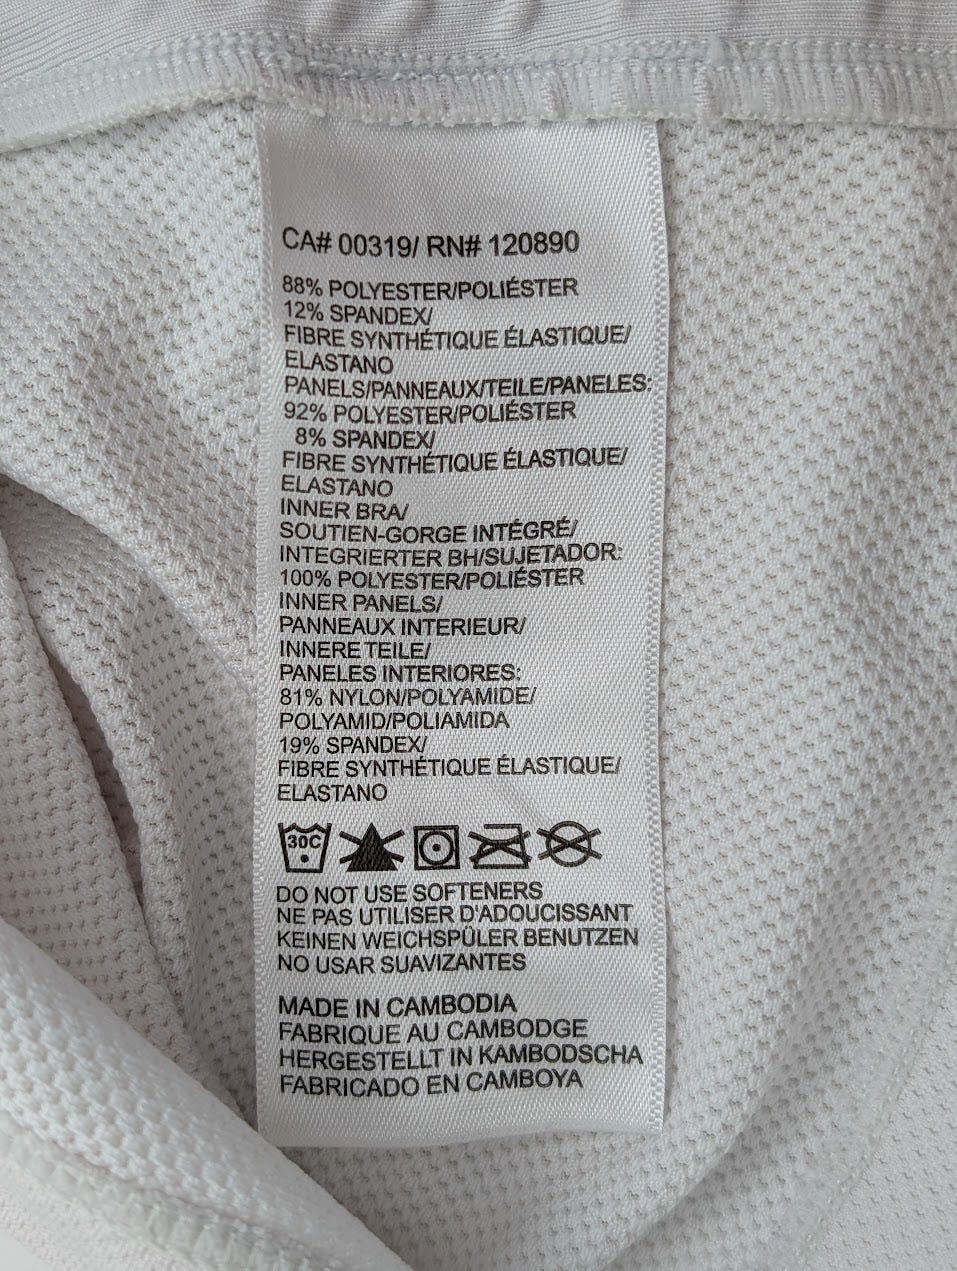 CA# 00319/ RN# 120890
88% POLYESTER/POLIÉSTER
12% SPANDEX/
FIBRE SYNTHÉTIQUE ÉLASTIQUE/
ELASTANO
PANELS/PANNEAUX/TEILE/PANELES:
92% POLYESTER/POLIÉSTER
8% SPANDEX/
FIBRE SYNTHÉTIQUE ÉLASTIQUE/
ELASTANO
INNER BRA/
SOUTIEN-GORGE INTÉGRÉ/
INTEGRIERTER BH/SUJETADOR:
100% POLYESTER/POLIÉSTER
INNER PANELS/
PANNEAUX INTERIEUR/
INNERE TEILE/
PANELES INTERIORES:
81% NYLON/POLYAMIDE/
POLYAMID/POLIAMIDA
19% SPANDEX/
FIBRE SYNTHÉTIQUE ÉLASTIQUE/
ELASTANO
30C
DO NOT USE SOFTENERS
NE PAS UTILISER D'ADOUCISSANT
KEINEN WEICHSPÜLER BENUTZEN
NO USAR SUAVIZANTES
MADE IN CAMBODIA
FABRIQUE AU CAMBODGE
HERGESTELLT IN KAMBODSCHA
FABRICADO EN CAMBOYA